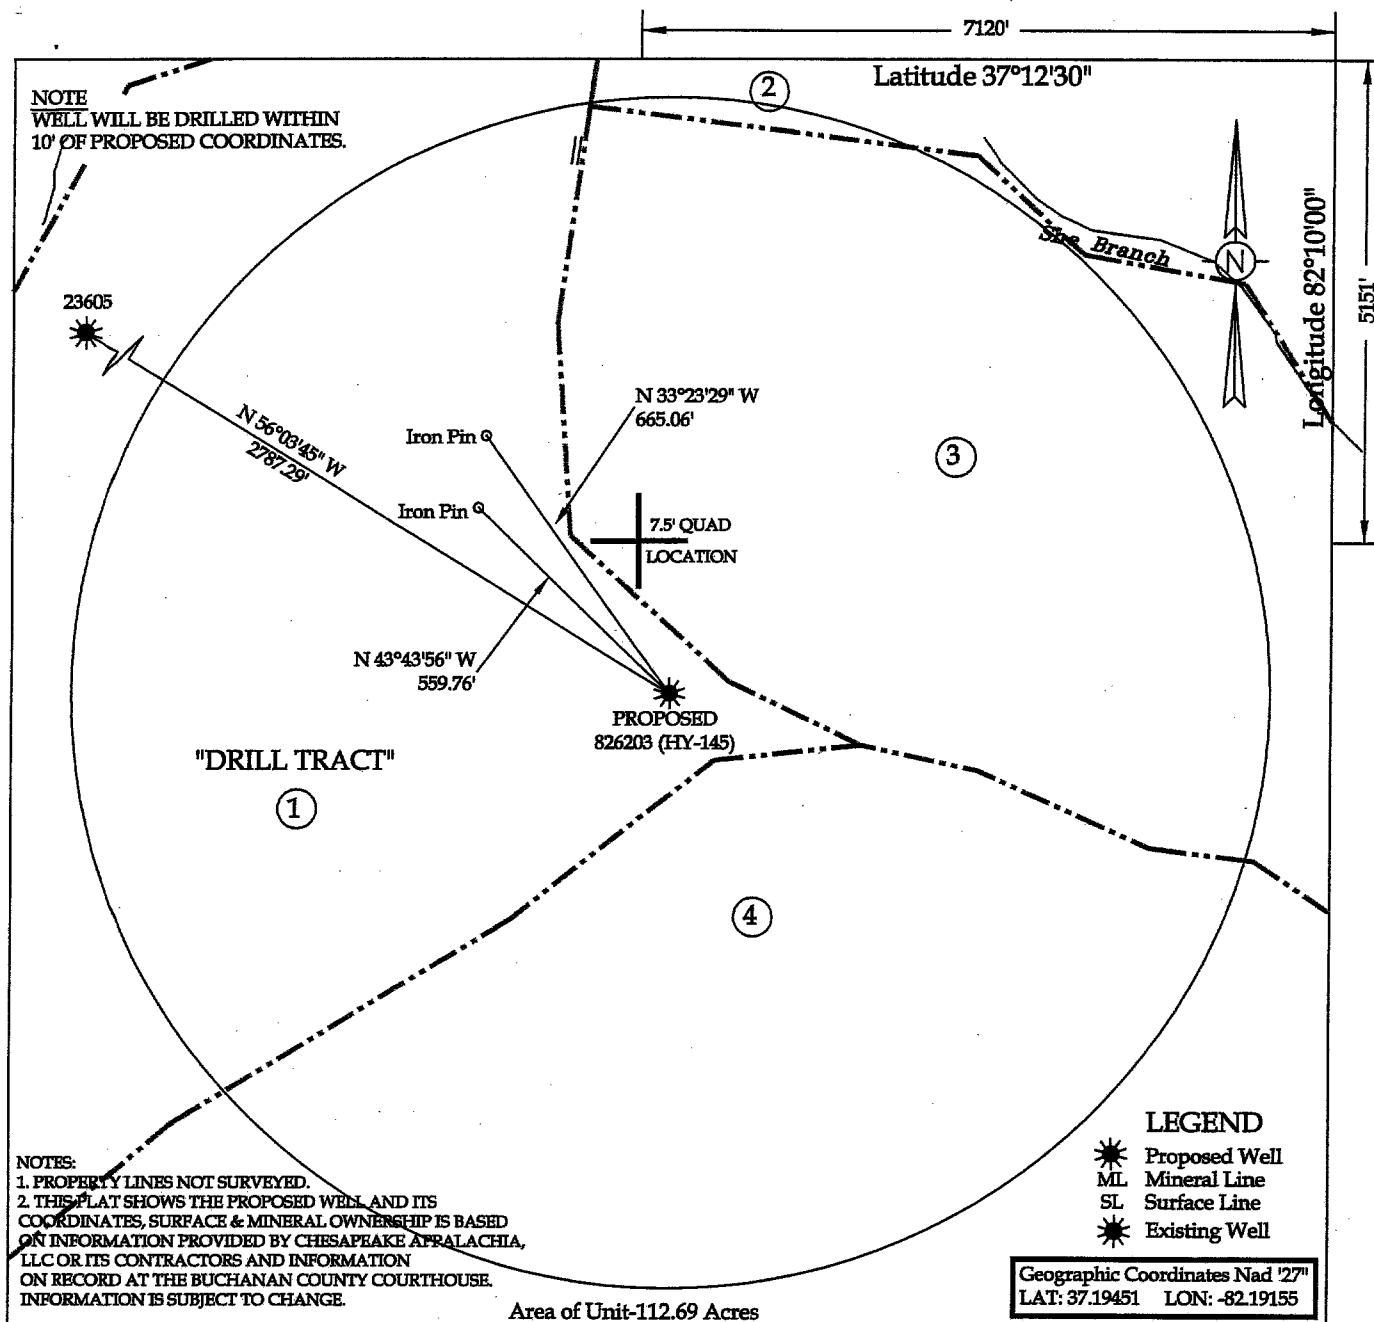 7120'
Latitude 37°12'30"
2
NOTE
WELL WILL BE DRILLED WITHIN
10' OF PROPOSED COORDINATES.
Longitude 82°10'00"
5151'
Branch
N
23605
N 56°03'45" W
2787.29'
Iron Pin
N 33°23'29" W
665.06'
3
Iron Pin
7.5' QUAD
LOCATION
N 43°43'56" W
559.76'
PROPOSED
826203 (HY-145)
"DRILL TRACT"
1
4
LEGEND
Proposed Well
ML Mineral Line
SL Surface Line
Existing Well
NOTES:
1. PROPERTY LINES NOT SURVEYED.
2. THIS PLAT SHOWS THE PROPOSED WELL AND ITS
COORDINATES, SURFACE & MINERAL OWNERSHIP IS BASED
ON INFORMATION PROVIDED BY CHESAPEAKE APPALACHIA,
LLC OR ITS CONTRACTORS AND INFORMATION
ON RECORD AT THE BUCHANAN COUNTY COURTHOUSE.
INFORMATION IS SUBJECT TO CHANGE.
Geographic Coordinates Nad '27"
LAT: 37.19451 LON: -82.19155
Area of Unit-112.69 Acres